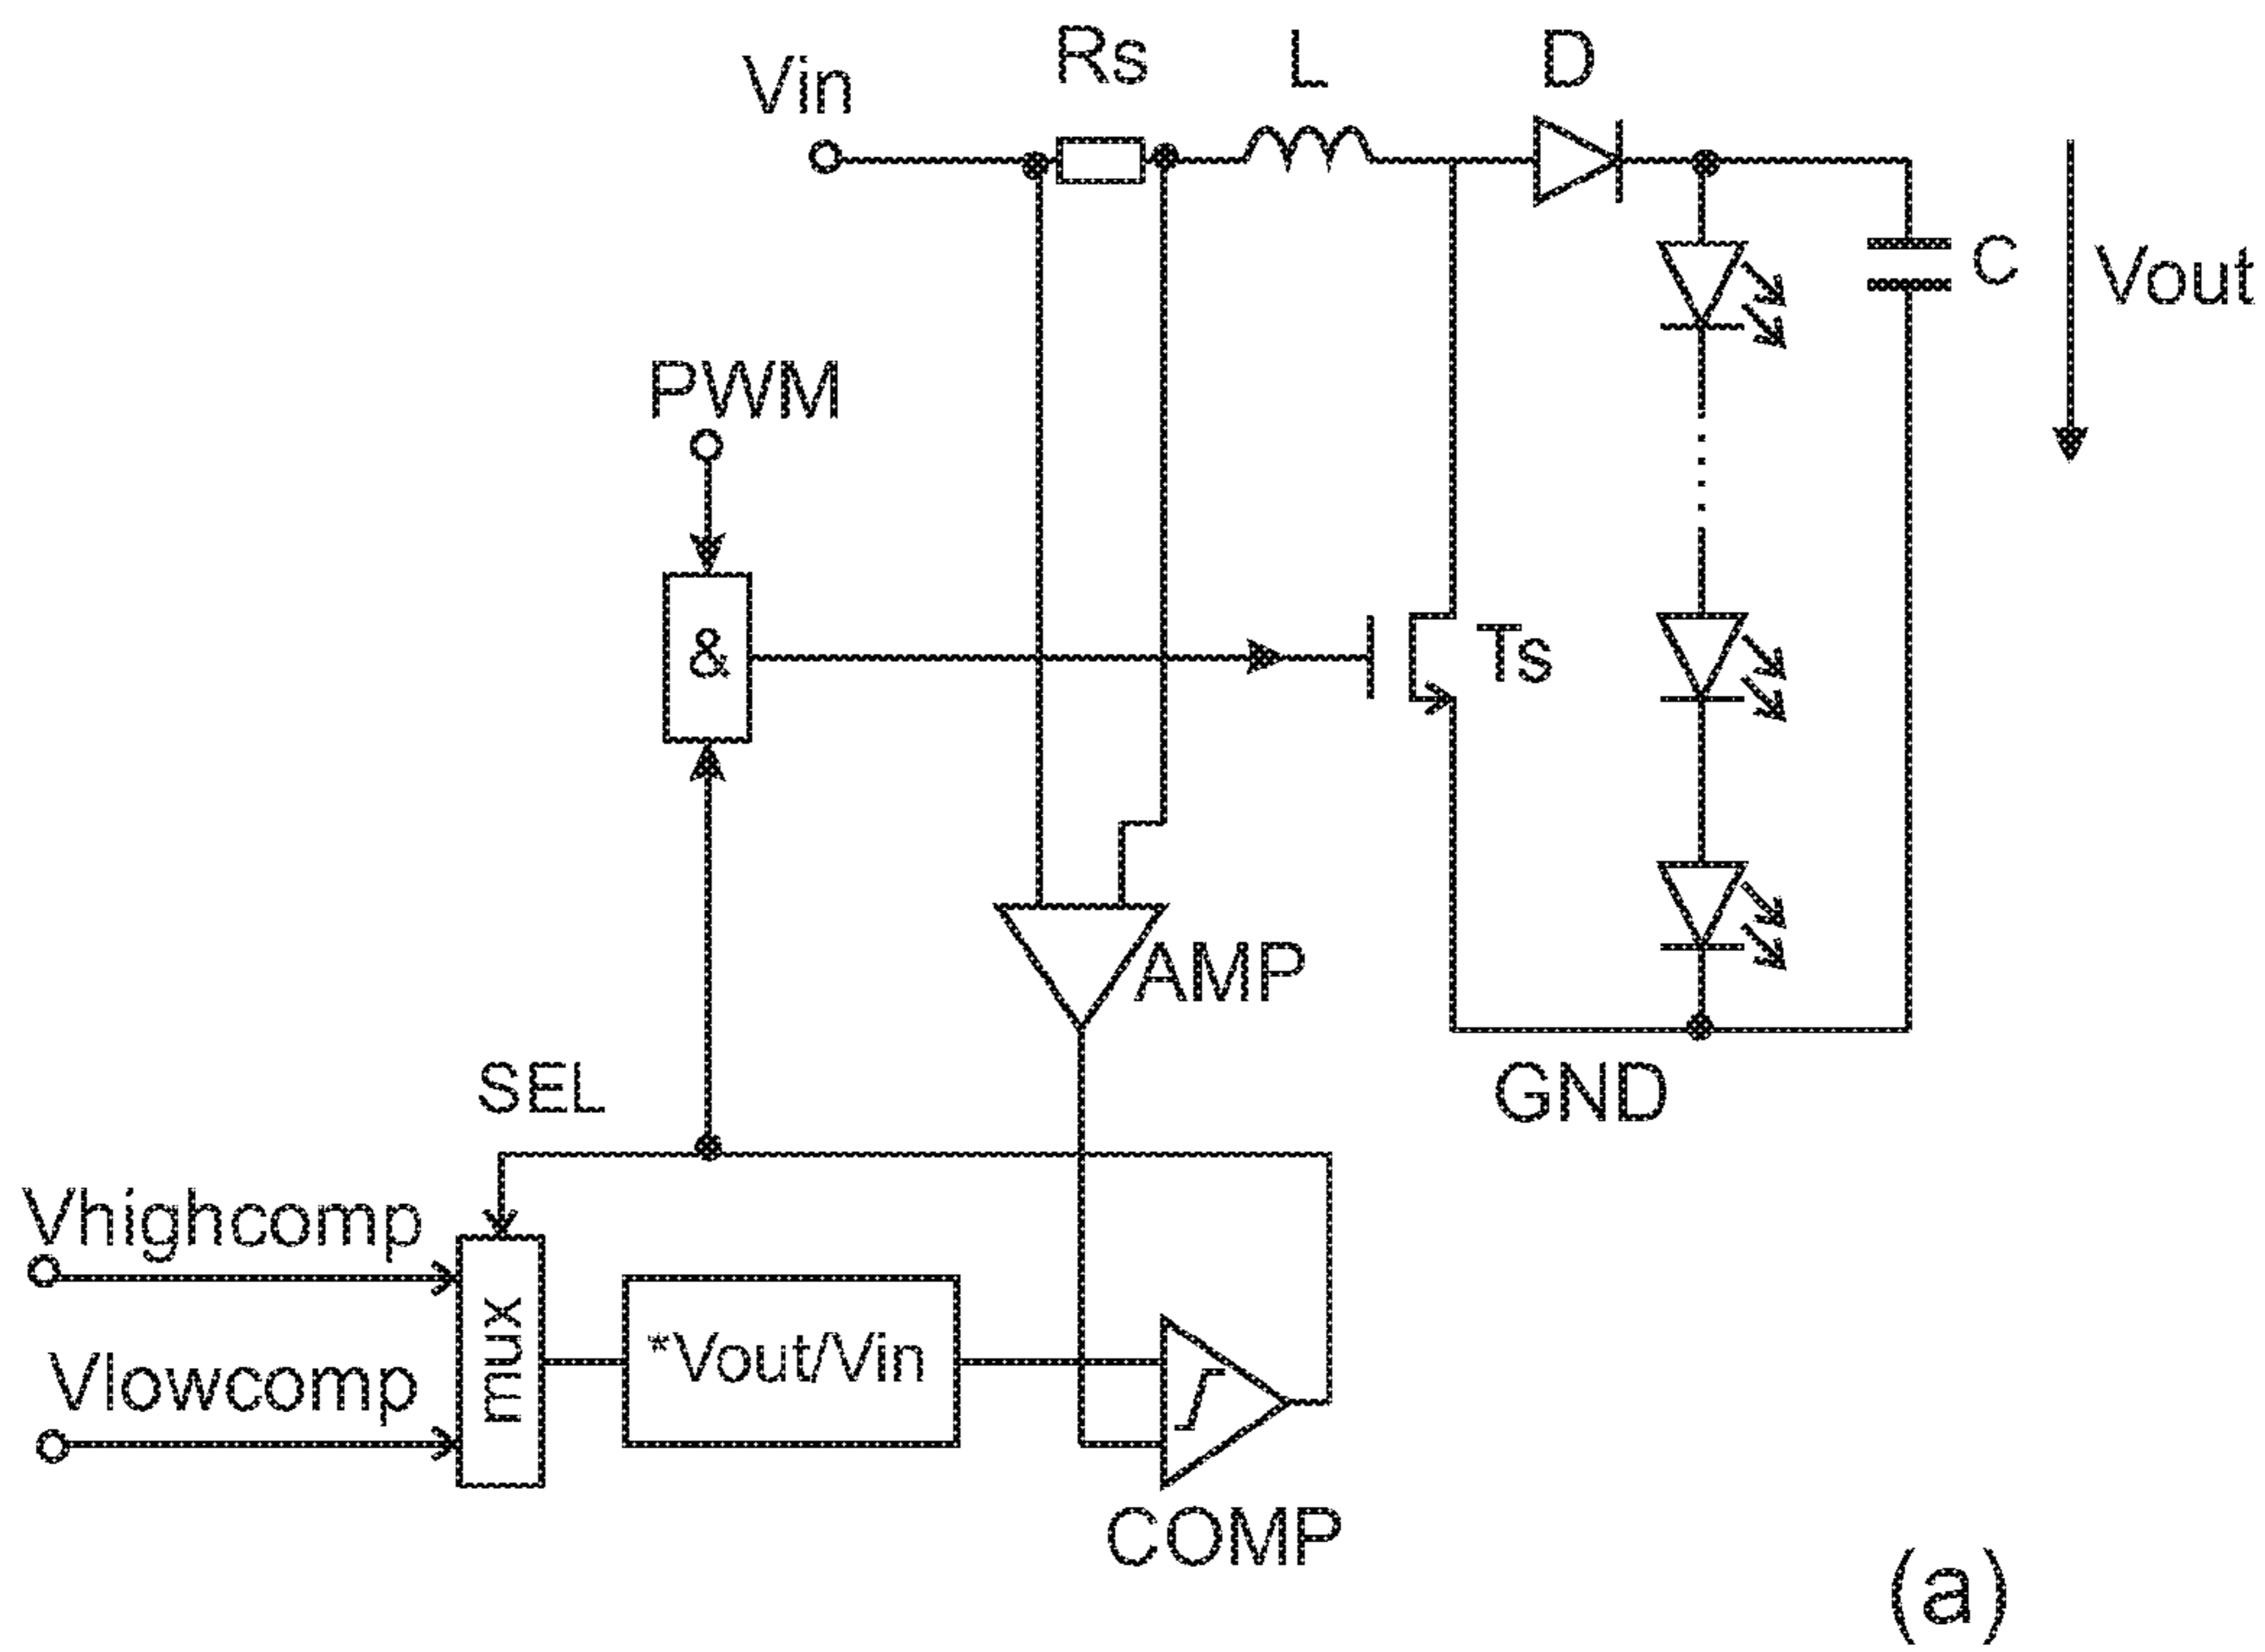 Rs L D
Vin
C
Vout
PWM
&
Ts
AMP
SEL
GND
Vhighcomp
mux
*Vout/Vin
Vlowcomp
COMP
(a)